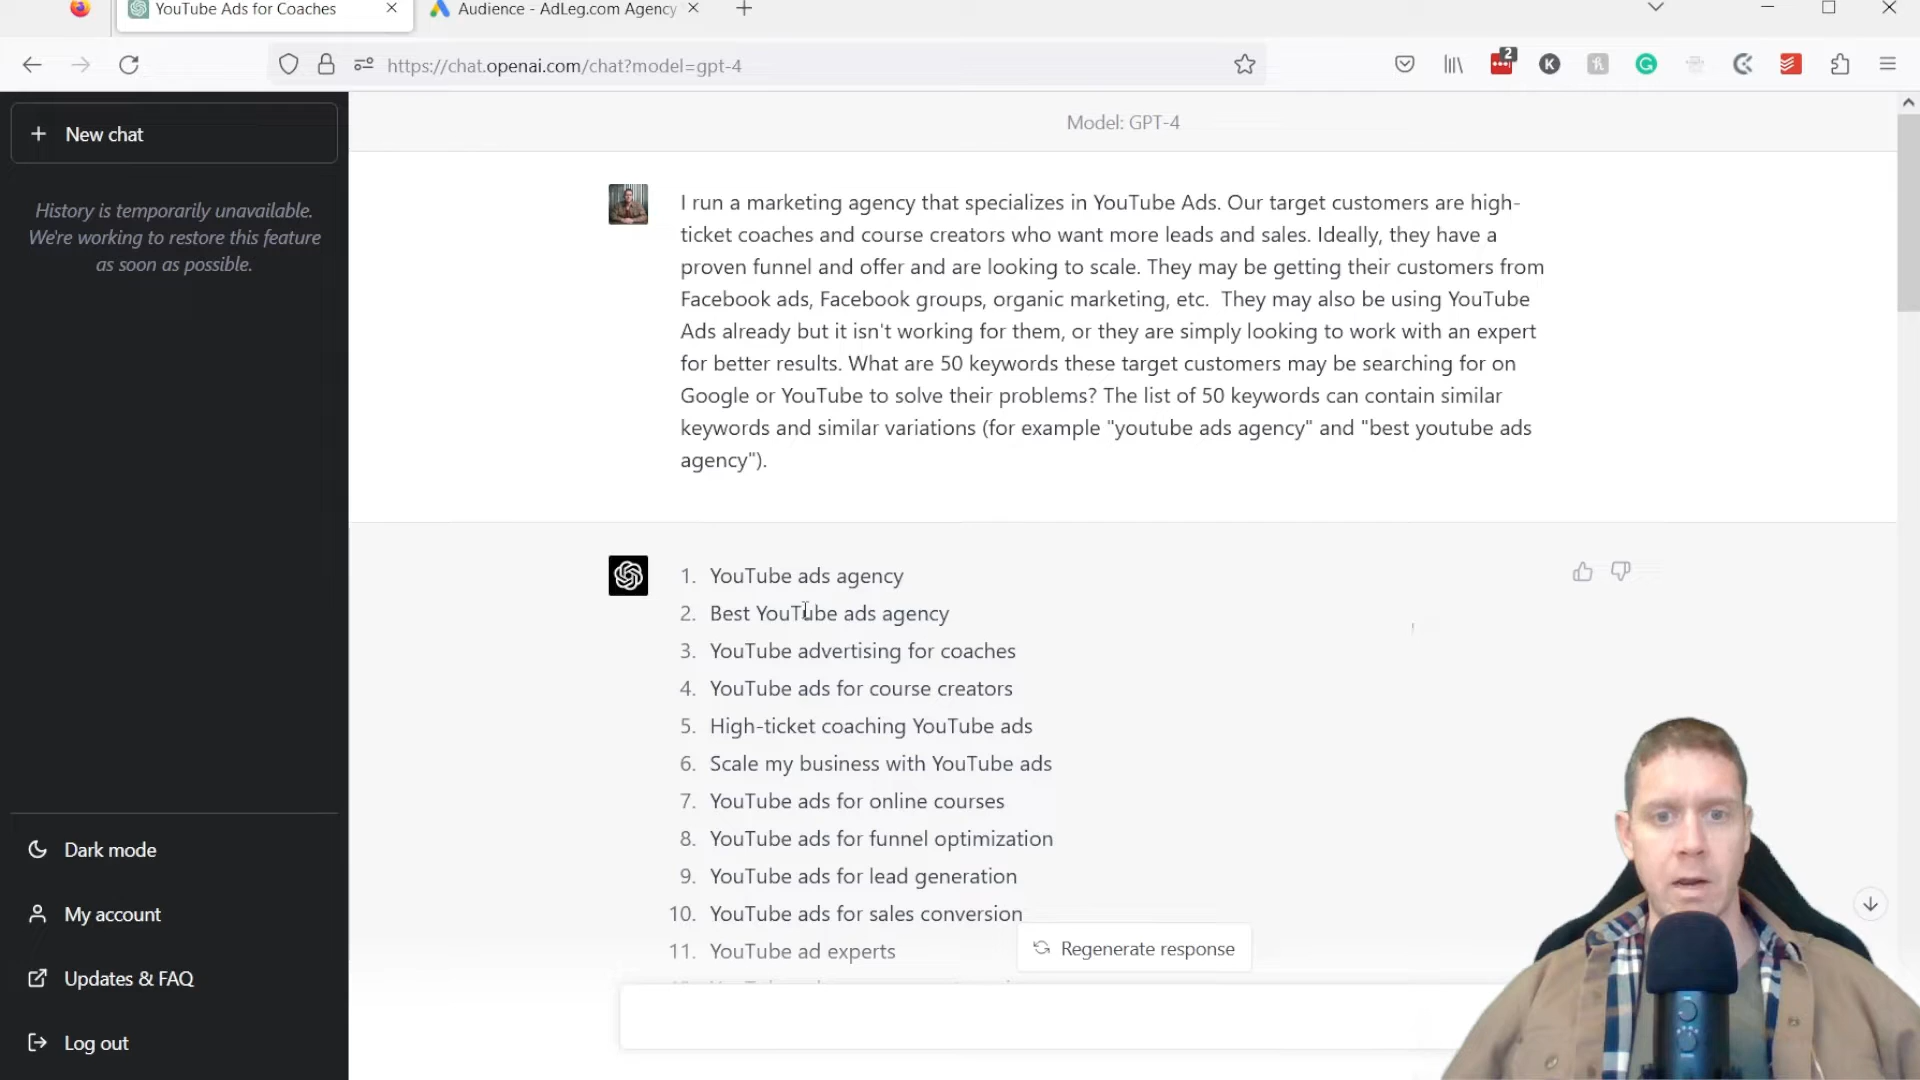 YouTube Ads for Coaches
Audience - AdLeg.com Agency
https://chat.openai.com/chat?model=gpt-4
2
K
New chat
History is temporarily unavailable.
We're working to restore this feature
as soon as possible.
Dark mode
My account
Updates & FAQ
Log out
Model: GPT-4
I run a marketing agency that specializes in YouTube Ads. Our target customers are high-
ticket coaches and course creators who want more leads and sales. Ideally, they have a
proven funnel and offer and are looking to scale. They may be getting their customers from
Facebook ads, Facebook groups, organic marketing, etc. They may also be using YouTube
Ads already but it isn't working for them, or they are simply looking to work with an expert
for better results. What are 50 keywords these target customers may be searching for on
Google or YouTube to solve their problems? The list of 50 keywords can contain similar
keywords and similar variations (for example "youtube ads agency" and "best youtube ads
agency").
1. YouTube ads agency
2. Best YouTube ads agency
3. YouTube advertising for coaches
4. YouTube ads for course creators
5. High-ticket coaching YouTube ads
6. Scale my business with YouTube ads
7. YouTube ads for online courses
8. YouTube ads for funnel optimization
9. YouTube ads for lead generation
10. YouTube ads for sales conversion
11. YouTube ad experts
Regenerate response